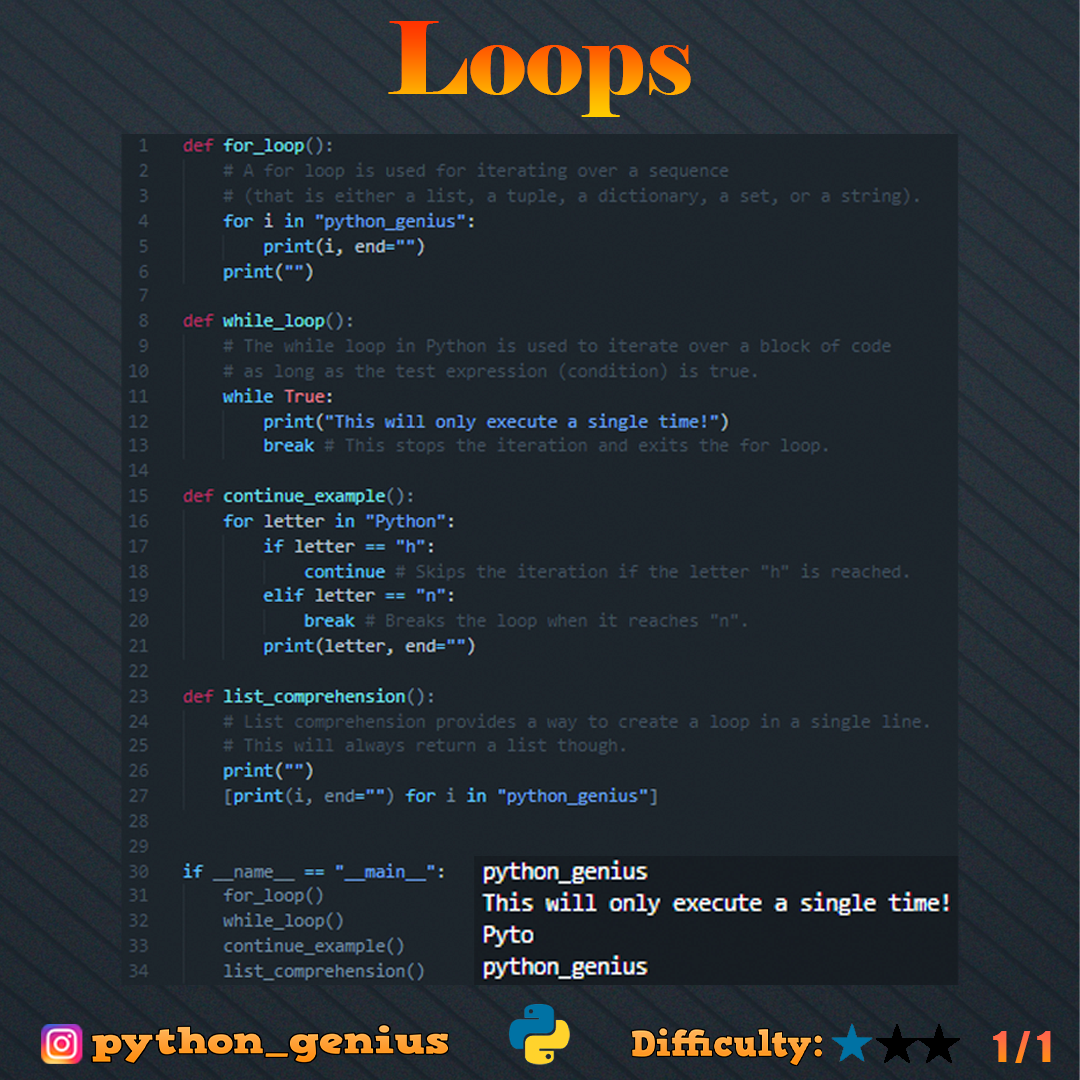 Loops
1 def for_loop():
2 # A for loop is used for iterating over a sequence
3 # (that is either a list, a tuple, a dictionary, a set, or a string).
4 for i in "python_genius":
5 print(i, end="")
6 print("")
7
8 def while_loop():
9 # The while loop in Python is used to iterate over a block of code
10 # as long as the test expression (condition) is true.
11 while True:
12 print("This will only execute a single time!")
13 break # This stops the iteration and exits the for loop.
14
15 def continue_example():
16 for letter in "Python":
17 if letter == "h":
18 continue # Skips the iteration if the letter "h" is reached.
19 elif letter == "n":
20 break # Breaks the loop when it reaches "n".
21 print(letter, end="")
22
23 def list_comprehension():
24 # List comprehension provides a way to create a loop in a single line.
25 # This will always return a list though.
26 print("")
27 [print(i, end="") for i in "python_genius"]
28
29
30 if __name__ == "__main__":
31 for_loop()
32 while_loop()
33 continue_example()
34 list_comprehension()
python_genius
This will only execute a single time!
Pyto
python_genius
python_genius
Difficulty:
1/1